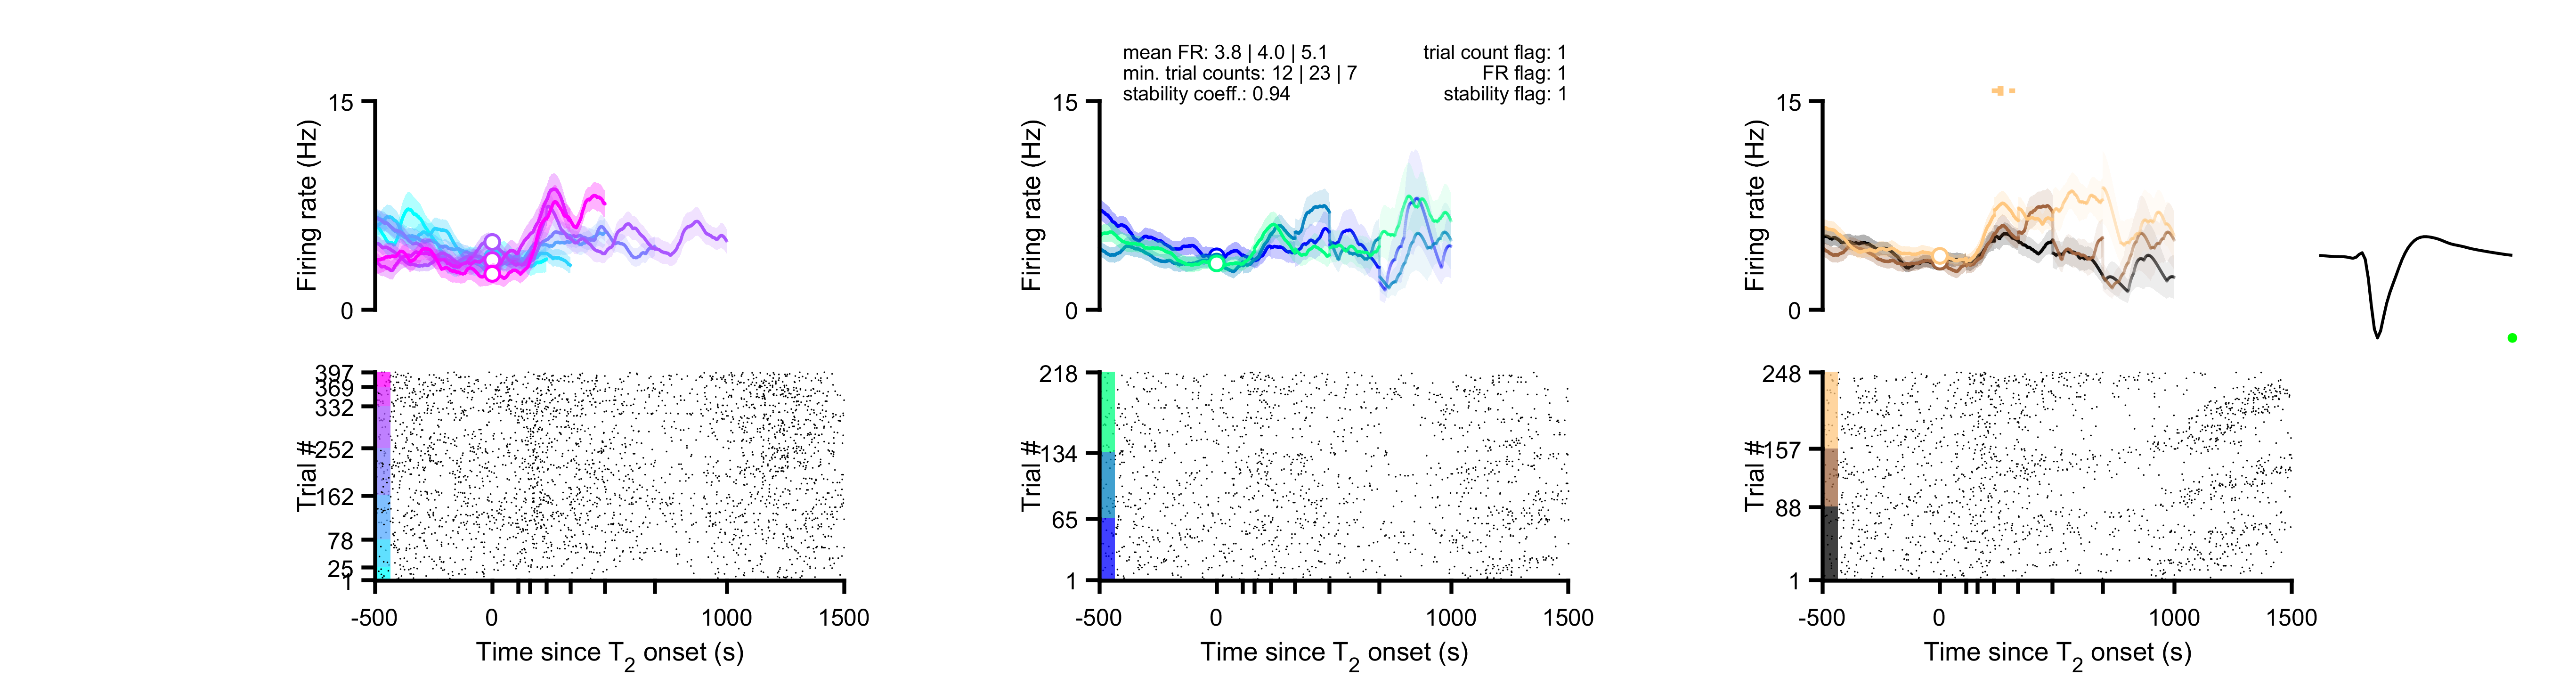 mean FR: 3.8 | 4.0 | 5.1
min. trial counts: 12 | 23 | 7
stability coeff.: 0.94
trial count flag: 1
FR flag: 1
stability flag: 1
15
Firing rate (Hz)
0
397
369
332
252
162
78
25
1
Trial #
-500
0
1000
1500
Time since T2 onset (s)
15
Firing rate (Hz)
0
218
134
65
1
Trial #
-500
0
1000
1500
Time since T2 onset (s)
15
Firing rate (Hz)
0
248
157
88
1
Trial #
-500
0
1000
1500
Time since T2 onset (s)